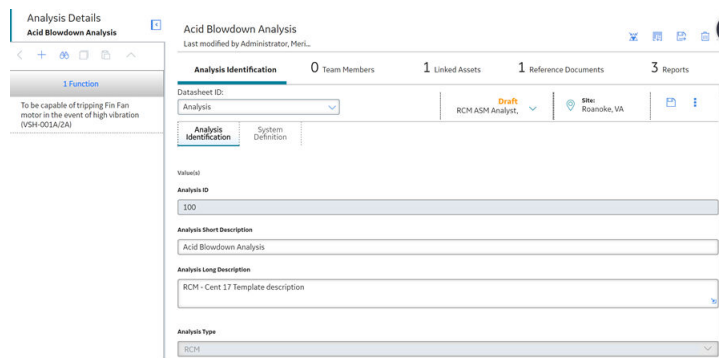 Analysis Details
Acid Blowdown Analysis
1 Function
To be capable of tripping Fin Fan
motor in the event of high vibration
(VSH-001A/2A)
Acid Blowdown Analysis
Last modified by Administrator, Meri...
Analysis Identification
0 Team Members
1 Linked Assets
1 Reference Documents
3 Reports
Datasheet ID:
Analysis
Draft
RCM ASM Analyst,
Site:
Roanoke, VA
Analysis
Identification
System
Definition
Value(s)
Analysis ID
100
Analysis Short Description
Acid Blowdown Analysis
Analysis Long Description
RCM - Cent 17 Template description
Analysis Type
RCM